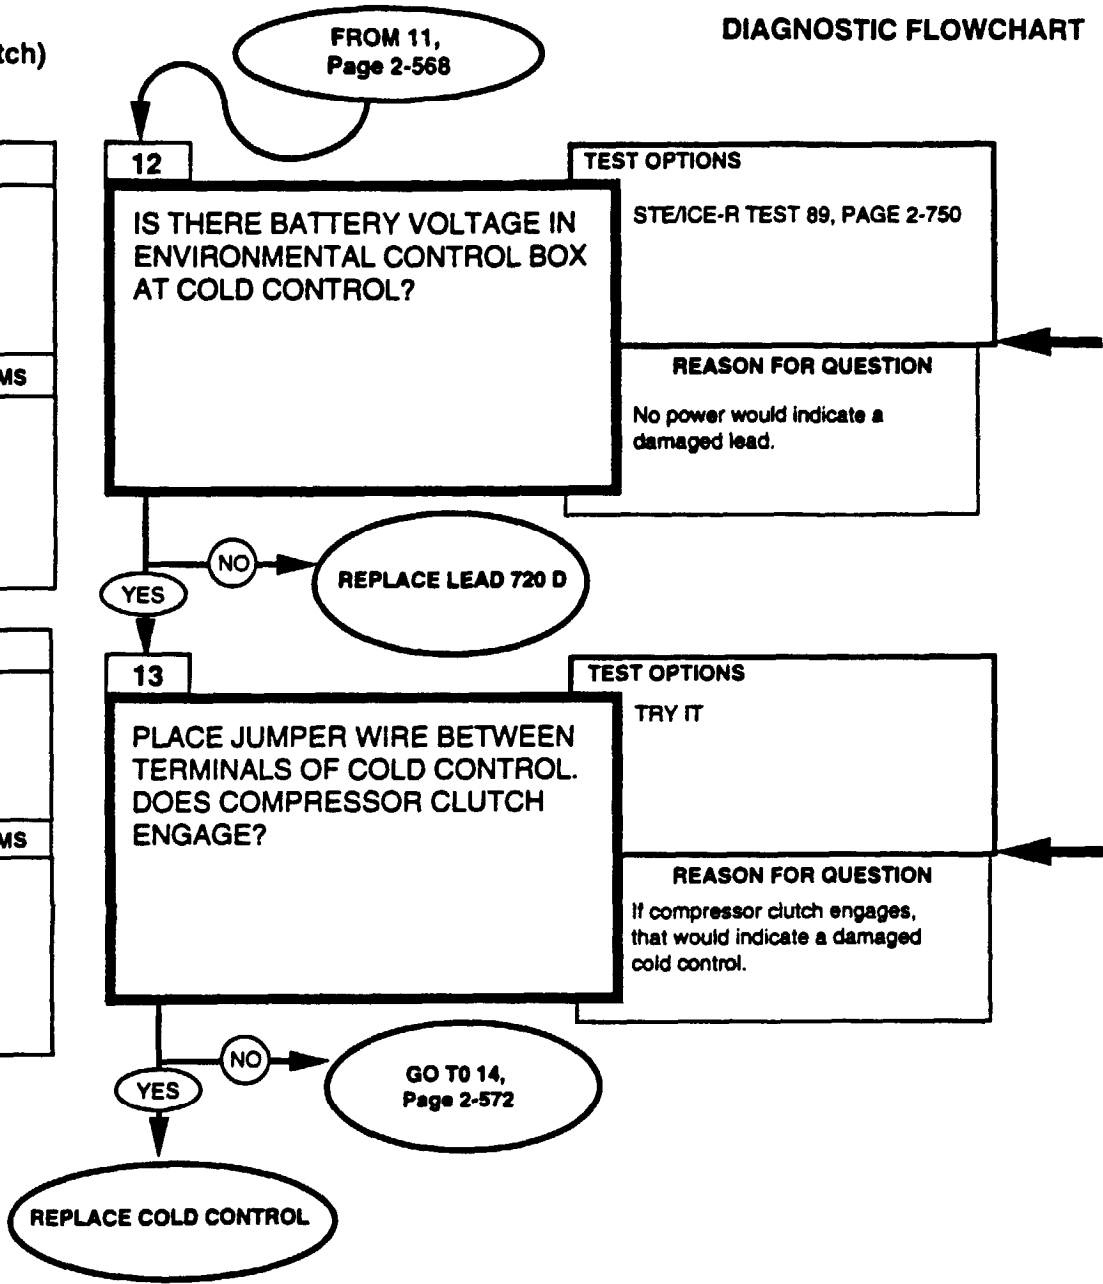 DIAGNOSTIC FLOWCHART
tch)
FROM 11,
Page 2-568
12
IS THERE BATTERY VOLTAGE IN
ENVIRONMENTAL CONTROL BOX
AT COLD CONTROL?
TEST OPTIONS
STE/ICE-R TEST 89, PAGE 2-750
REASON FOR QUESTION
No power would indicate a
damaged lead.
MS
NO
REPLACE LEAD 720 D
YES
13
PLACE JUMPER WIRE BETWEEN
TERMINALS OF COLD CONTROL.
DOES COMPRESSOR CLUTCH
ENGAGE?
TEST OPTIONS
TRY IT
REASON FOR QUESTION
If compressor clutch engages,
that would indicate a damaged
cold control.
MS
NO
GO T0 14,
Page 2-572
YES
REPLACE COLD CONTROL